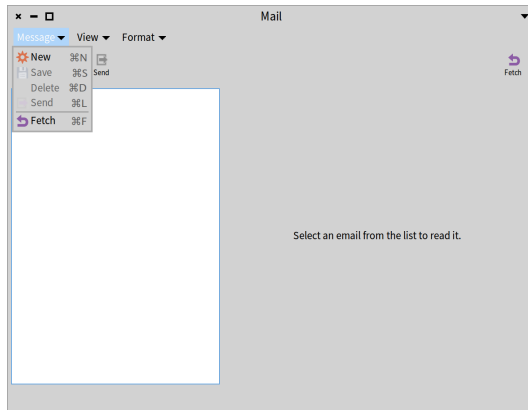 Mail
Message View Format
New ⌘N
Save ⌘S
Delete ⌘D
Send ⌘L
Fetch ⌘F
Send
Fetch
Select an email from the list to read it.